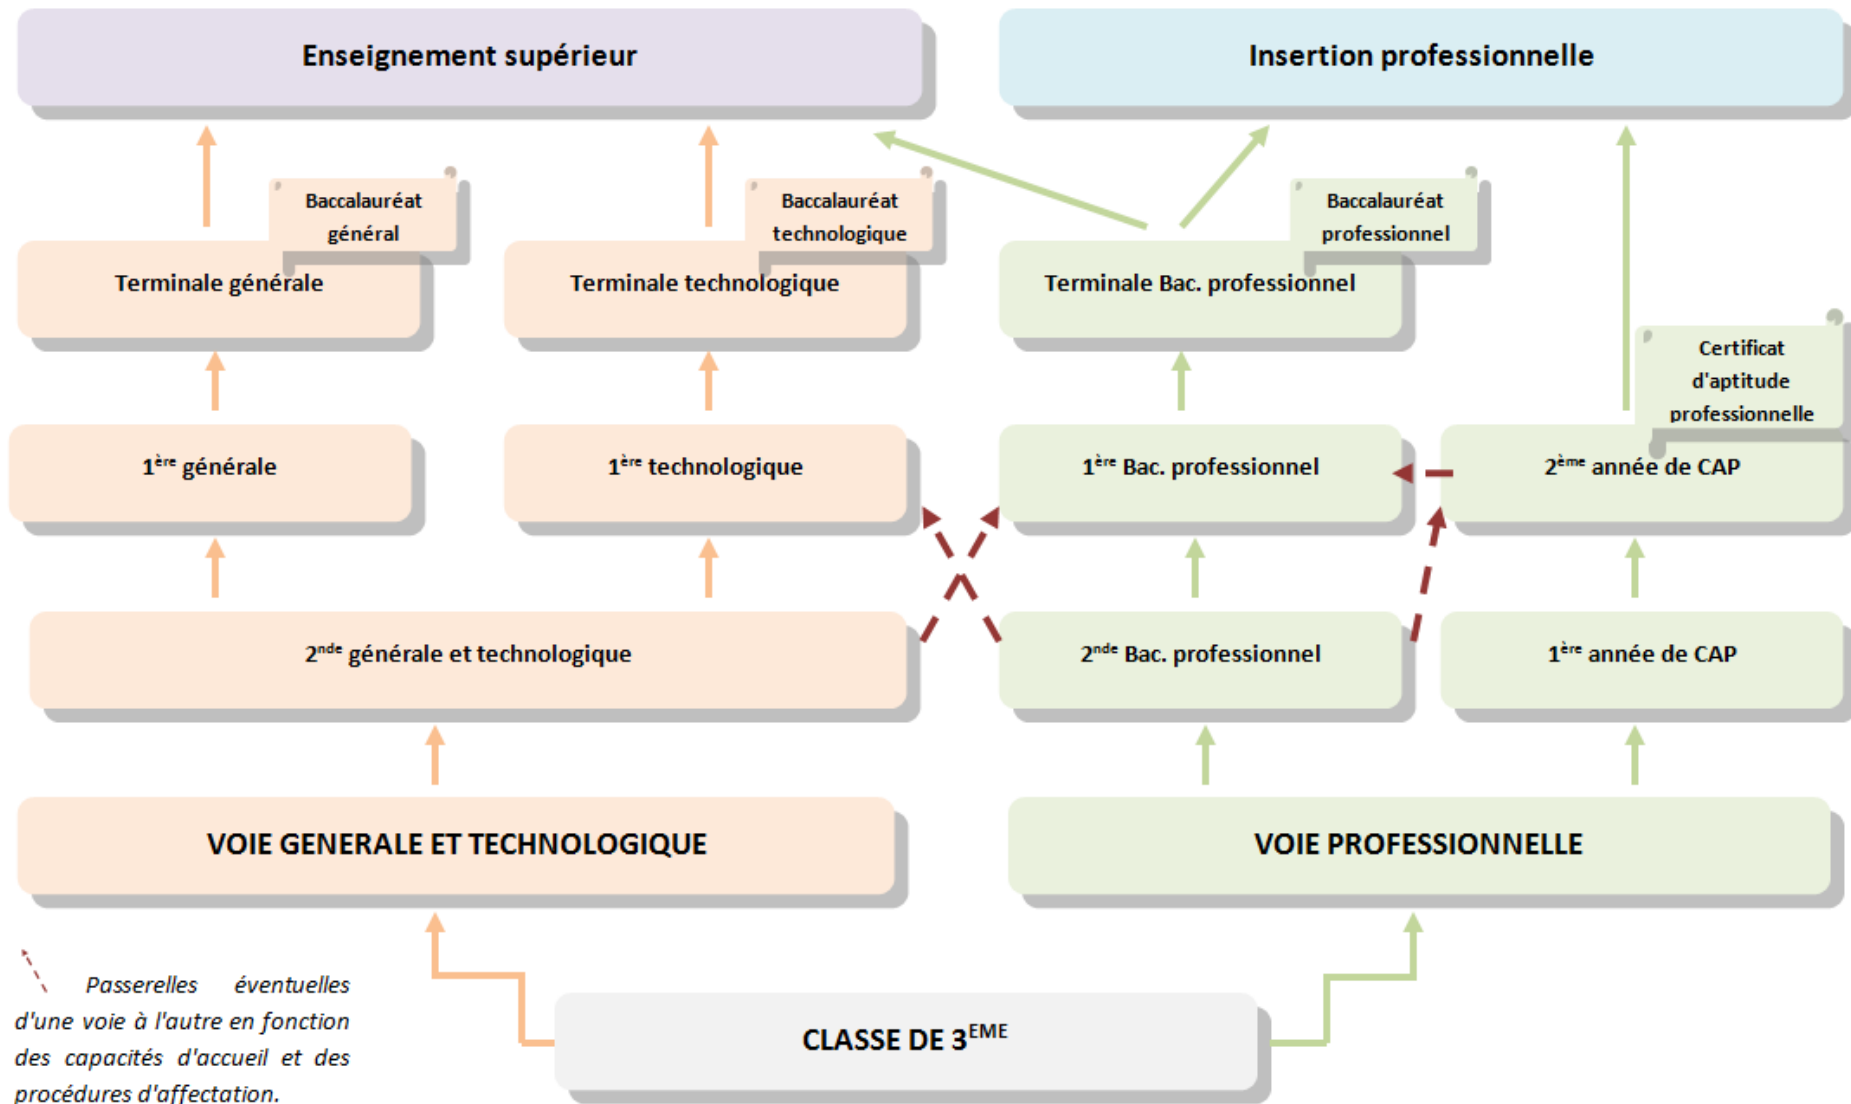 Enseignement supérieur
Insertion professionnelle
Baccalauréat
général
Baccalauréat
technologique
Baccalauréat
professionnel
Terminale générale
Terminale technologique
Terminale Bac. professionnel
Certificat
d'aptitude
professionnelle
1ère générale
1ère technologique
1ère Bac. professionnel
2ème année de CAP
2nde générale et technologique
2nde Bac. professionnel
1ère année de CAP
VOIE GENERALE ET TECHNOLOGIQUE
VOIE PROFESSIONNELLE
Passerelles éventuelles
d'une voie à l'autre en fonction
des capacités d'accueil et des
procédures d'affectation.
CLASSE DE 3EME